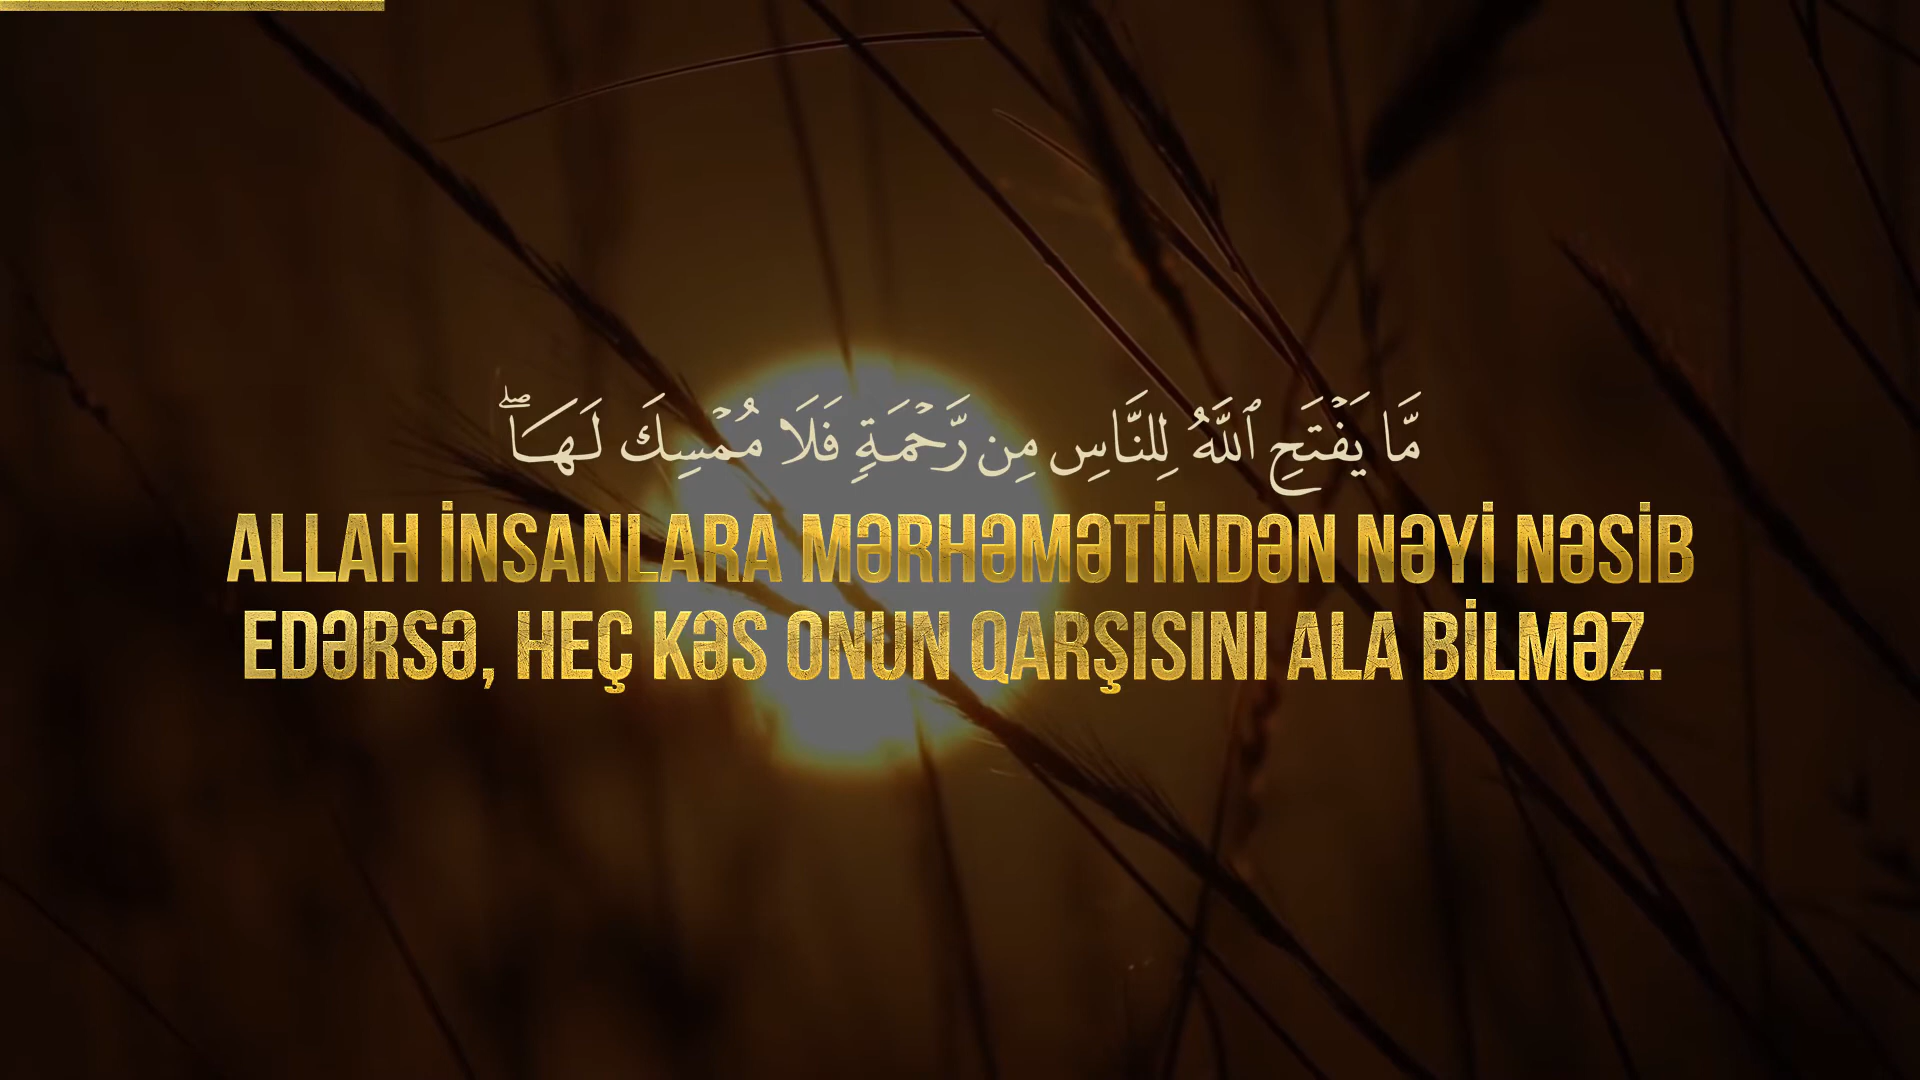 مَّا يَفۡتَحِ ٱللَّهُ لِلنَّاسِ مِن رَّحۡمَةٖ فَلَا مُمۡسِكَ لَهَاۖ
ALLAH İNSANLARA MƏRHƏMƏTİNDƏN NƏYİ NƏSİB
EDƏRSƏ, HEÇ KƏS ONUN QARŞISINI ALA BİLMƏZ.